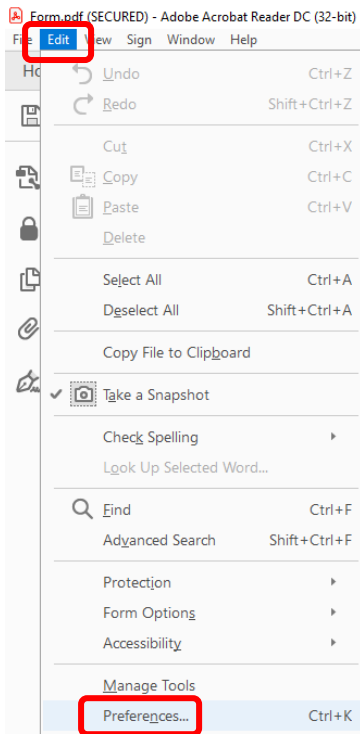 Form.pdf (SECURED) - Adobe Acrobat Reader DC (32-bit)
File Edit View Sign Window Help
Ho
Undo Ctrl+Z
Redo Shift+Ctrl+Z
Cut Ctrl+X
Copy Ctrl+C
Paste Ctrl+V
Delete
Select All Ctrl+A
Deselect All Shift+Ctrl+A
Copy File to Clipboard
Take a Snapshot
Check Spelling
Look Up Selected Word...
Find Ctrl+F
Advanced Search Shift+Ctrl+F
Protection
Form Options
Accessibility
Manage Tools
Preferences... Ctrl+K